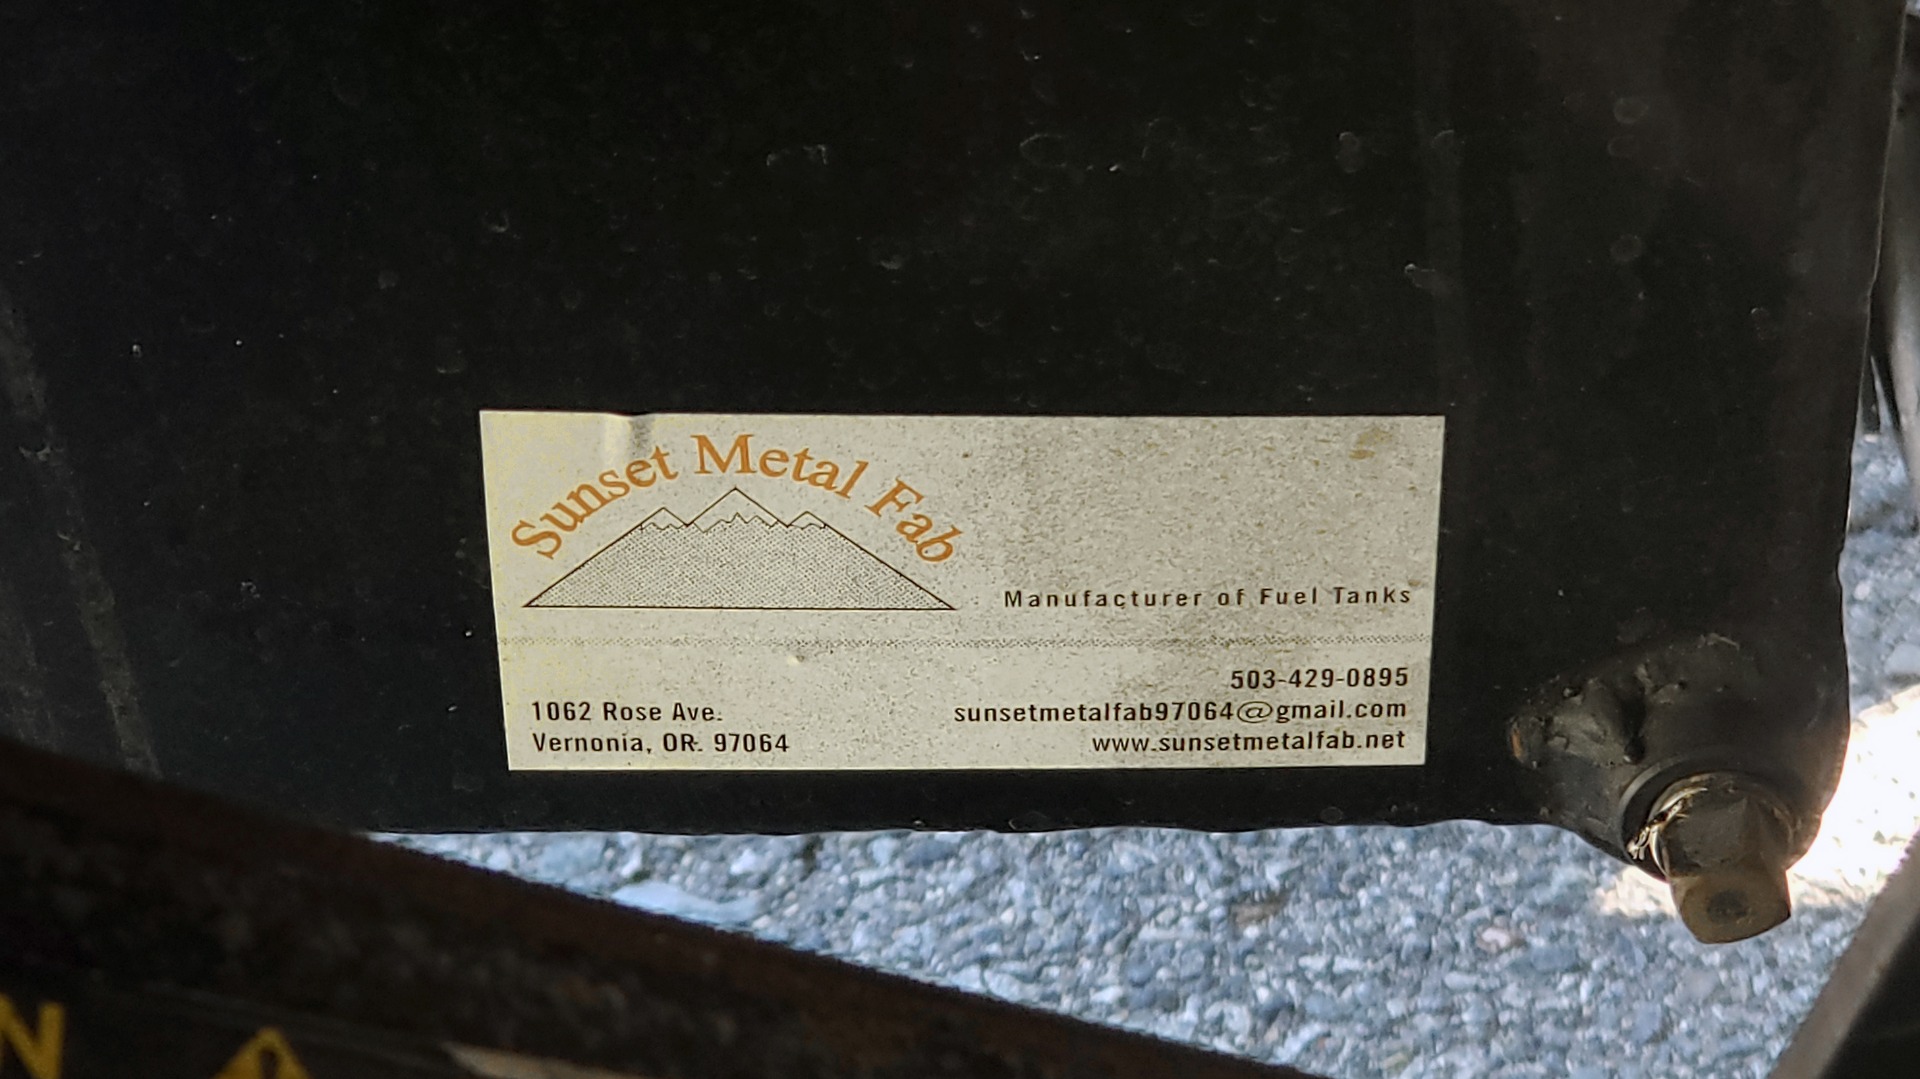 Sunset Metal Fab
Manufacturer of Fuel Tanks
503-429-0895
1062 Rose Ave.
sunsetmetalfab97064@gmail.com
Vernonia, OR. 97064
www.sunsetmetalfab.net
N